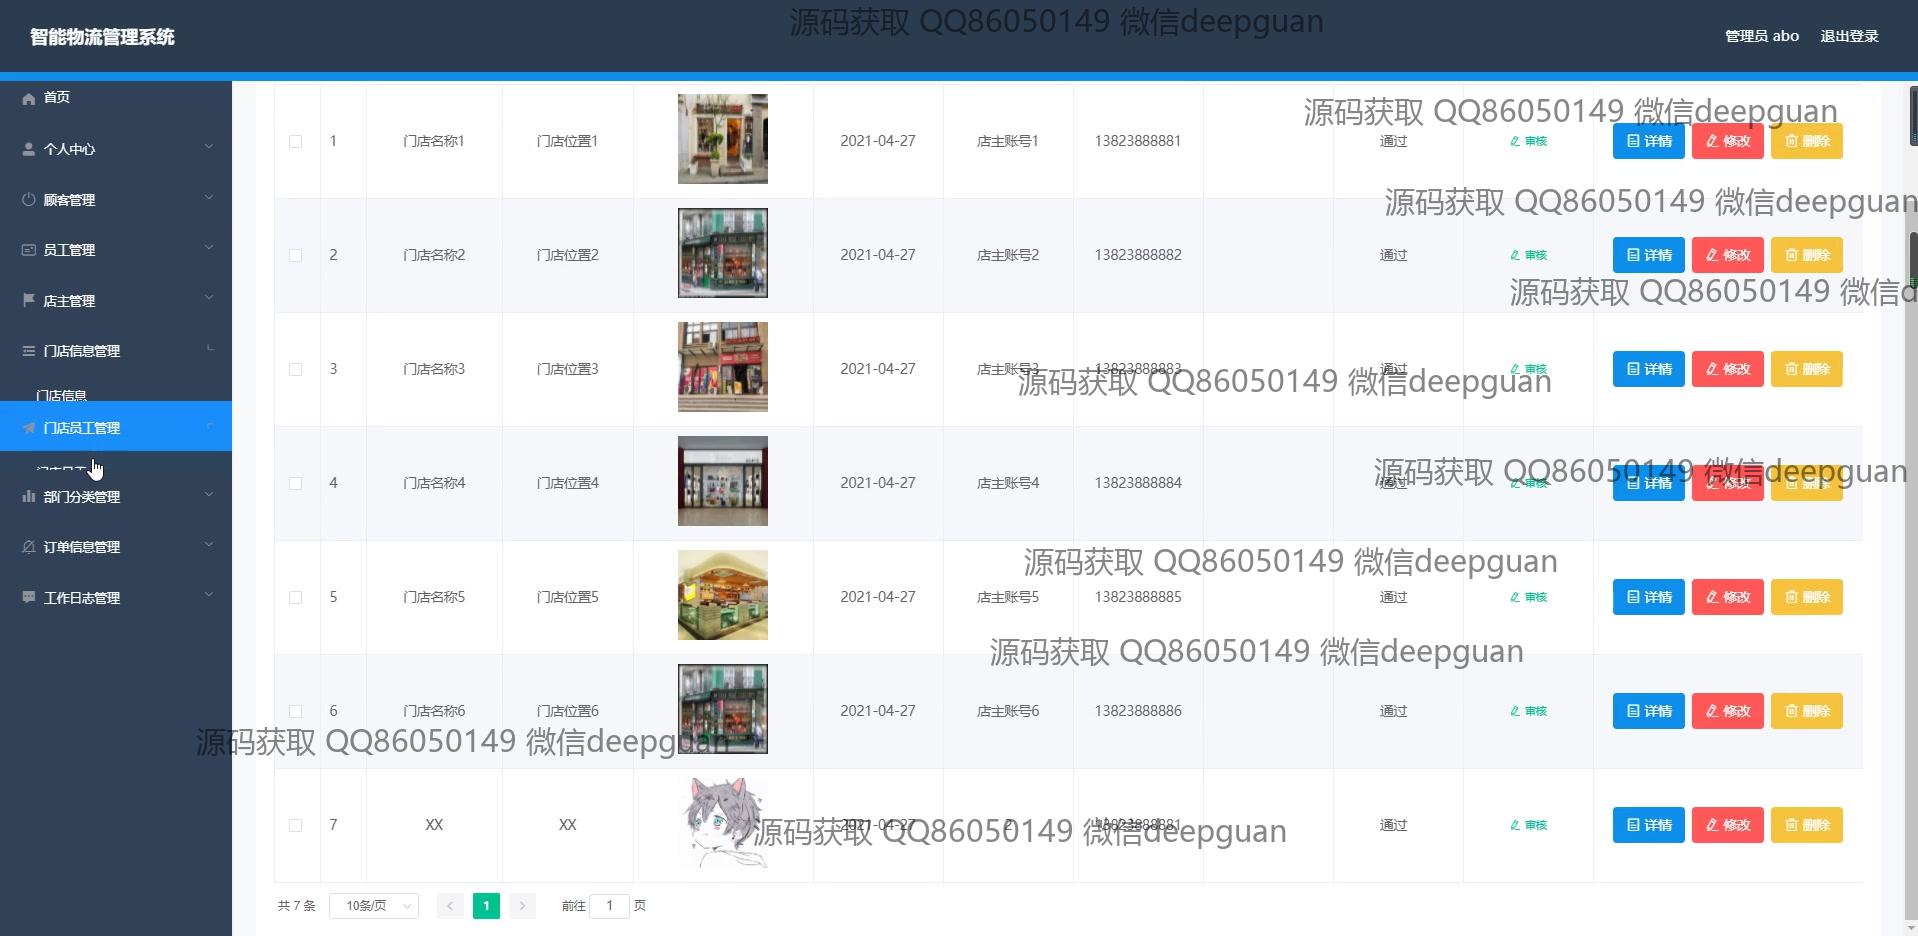 源码获取 QQ86050149 微信deepguan
智能物流管理系统
管理员 abo
退出登录
首页
个人中心
顾客管理
员工管理
店主管理
门店信息管理
门店信息
门店员工管理
部门分类管理
订单信息管理
工作日志管理
源码获取 QQ86050149 微信deepguan
1 门店名称1 门店位置1 2021-04-27 店主账号1 13823888881 通过 审核 详情 修改 删除
源码获取 QQ86050149 微信deepguan
2 门店名称2 门店位置2 2021-04-27 店主账号2 13823888882 通过 审核 详情 修改 删除
源码获取 QQ86050149 微信d
3 门店名称3 门店位置3 2021-04-27 店主账号3 13823888883 通过 审核 详情 修改 删除
源码获取 QQ86050149 微信deepguan
源码获取 QQ86050149 微信deepguan
4 门店名称4 门店位置4 2021-04-27 店主账号4 13823888884 通过 审核 详情 修改 删除
源码获取 QQ86050149 微信deepguan
5 门店名称5 门店位置5 2021-04-27 店主账号5 13823888885 通过 审核 详情 修改 删除
源码获取 QQ86050149 微信deepguan
6 门店名称6 门店位置6 2021-04-27 店主账号6 13823888886 通过 审核 详情 修改 删除
源码获取 QQ86050149 微信deepguan
7 XX XX 2021-04-27 2 13823888881 通过 审核 详情 修改 删除
源码获取 QQ86050149 微信deepguan
共 7 条 10条/页 1 前往 1 页